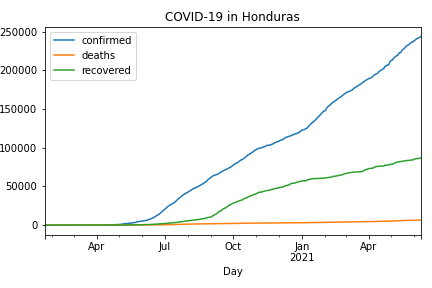 COVID-19 in Honduras
confirmed
deaths
recovered
250000
200000
150000
100000
50000
0
Apr
Jul
Oct
Jan
2021
Apr
Day